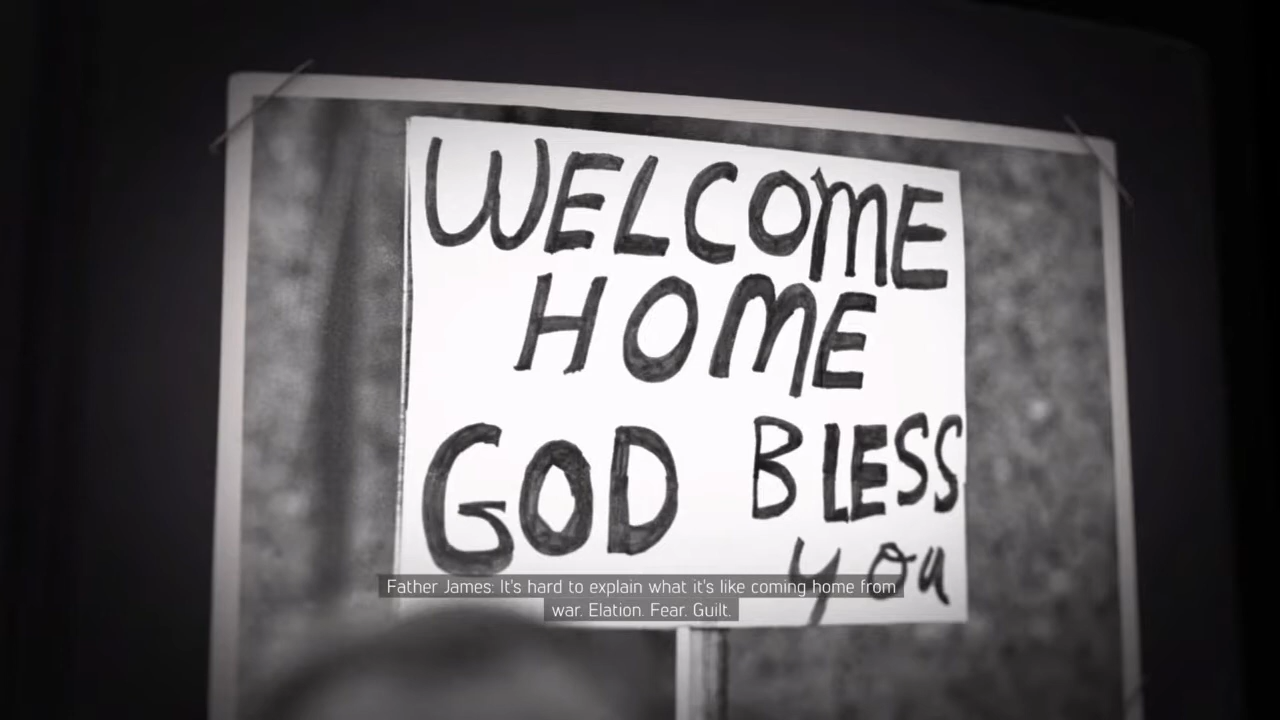 WELCOME
HOME
GOD BLESS
you
Father James: It's hard to explain what it's like coming home from
war. Elation. Fear. Guilt.